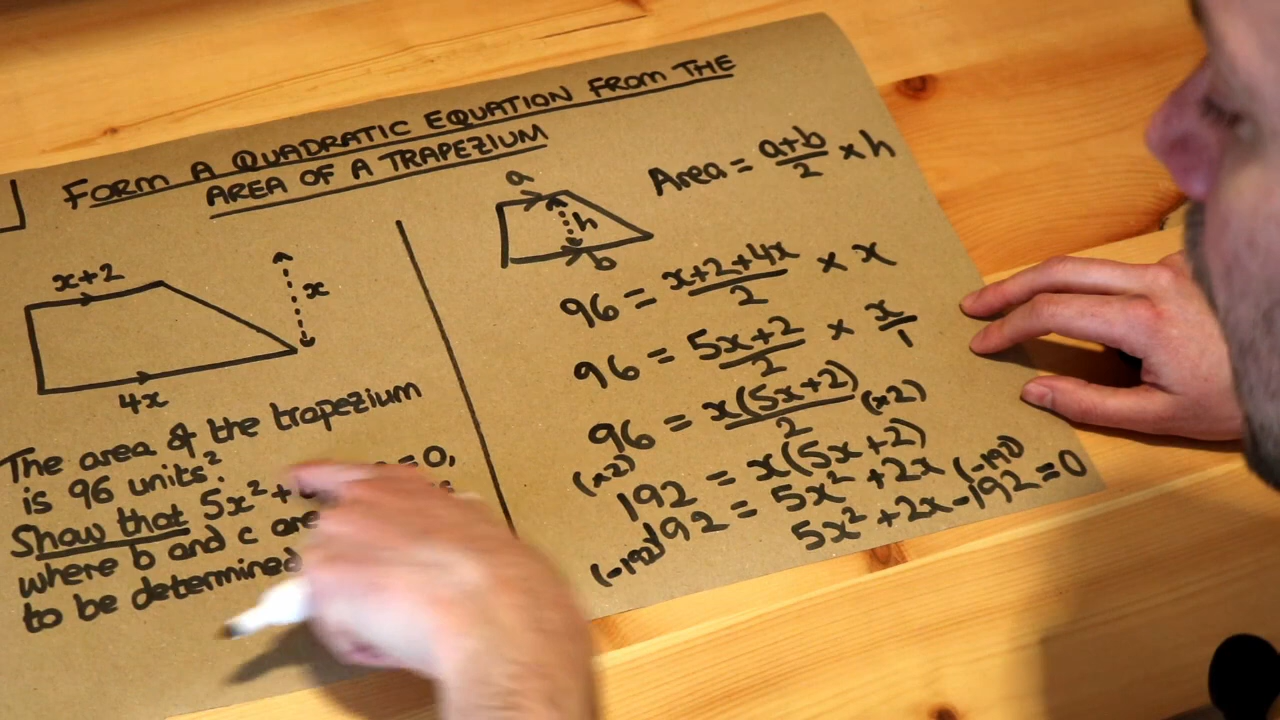 FORM A QUADRATIC EQUATION FROM THE
AREA OF A TRAPEZIUM
x+2
x
4x
The area of the trapezium
is 96 units².
Show that 5x² + =0,
where b and c are
to be determined
a
h
b
Area = a+b/2 × h
96 = x+2+4x/2 × x
96 = 5x+2/2 × x/1
96 = x(5x+2)/2
(×2) (×2)
192 = x(5x+2)
192 = 5x² + 2x
(-192) (-192)
5x² + 2x - 192 = 0